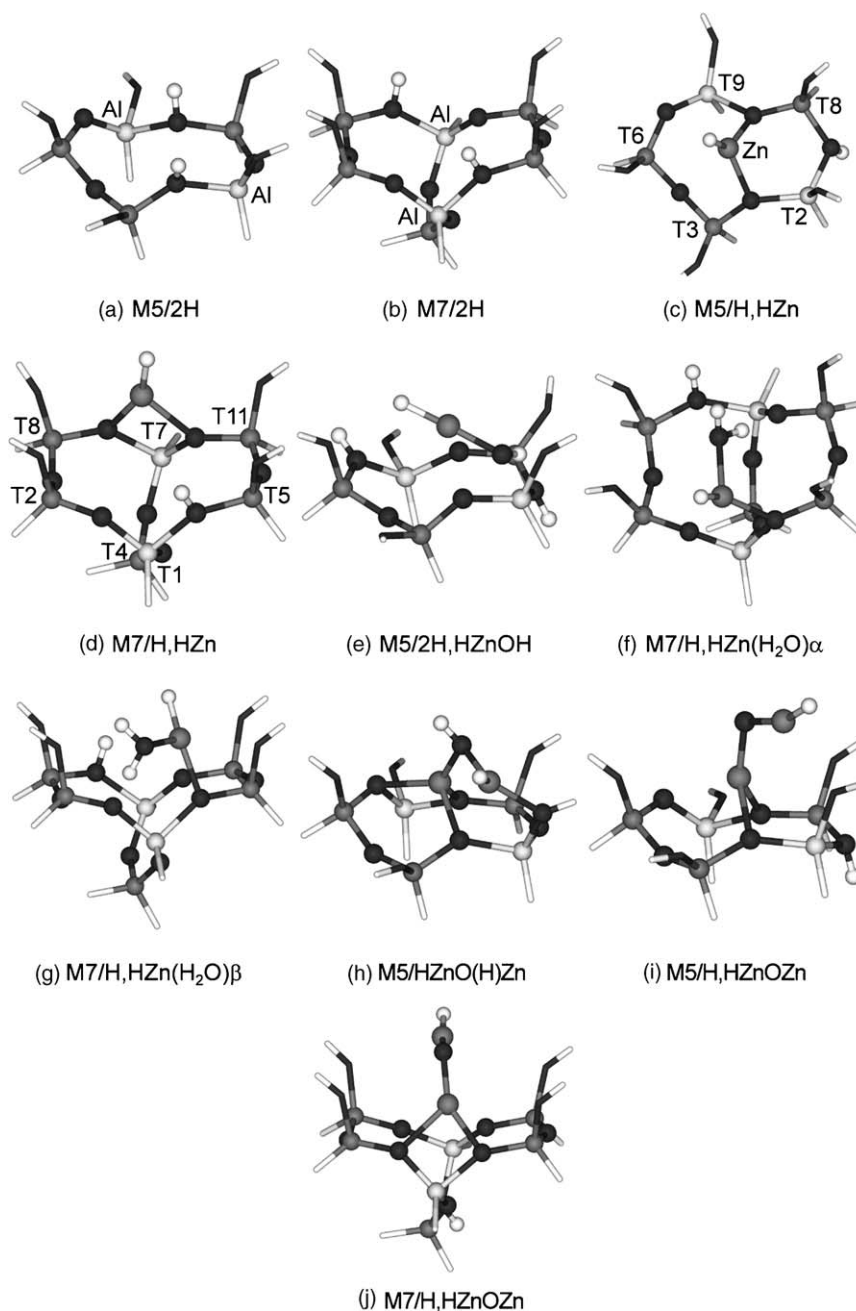 Al
Al
(a) M5/2H
Al
Al
(b) M7/2H
T9
T8
T6
Zn
T3
T2
(c) M5/H,HZn
T8
T7
T11
T2
T5
T4
T1
(d) M7/H,HZn
(e) M5/2H,HZnOH
(f) M7/H,HZn(H₂O)α
(g) M7/H,HZn(H₂O)β
(h) M5/HZnO(H)Zn
(i) M5/H,HZnOZn
(j) M7/H,HZnOZn